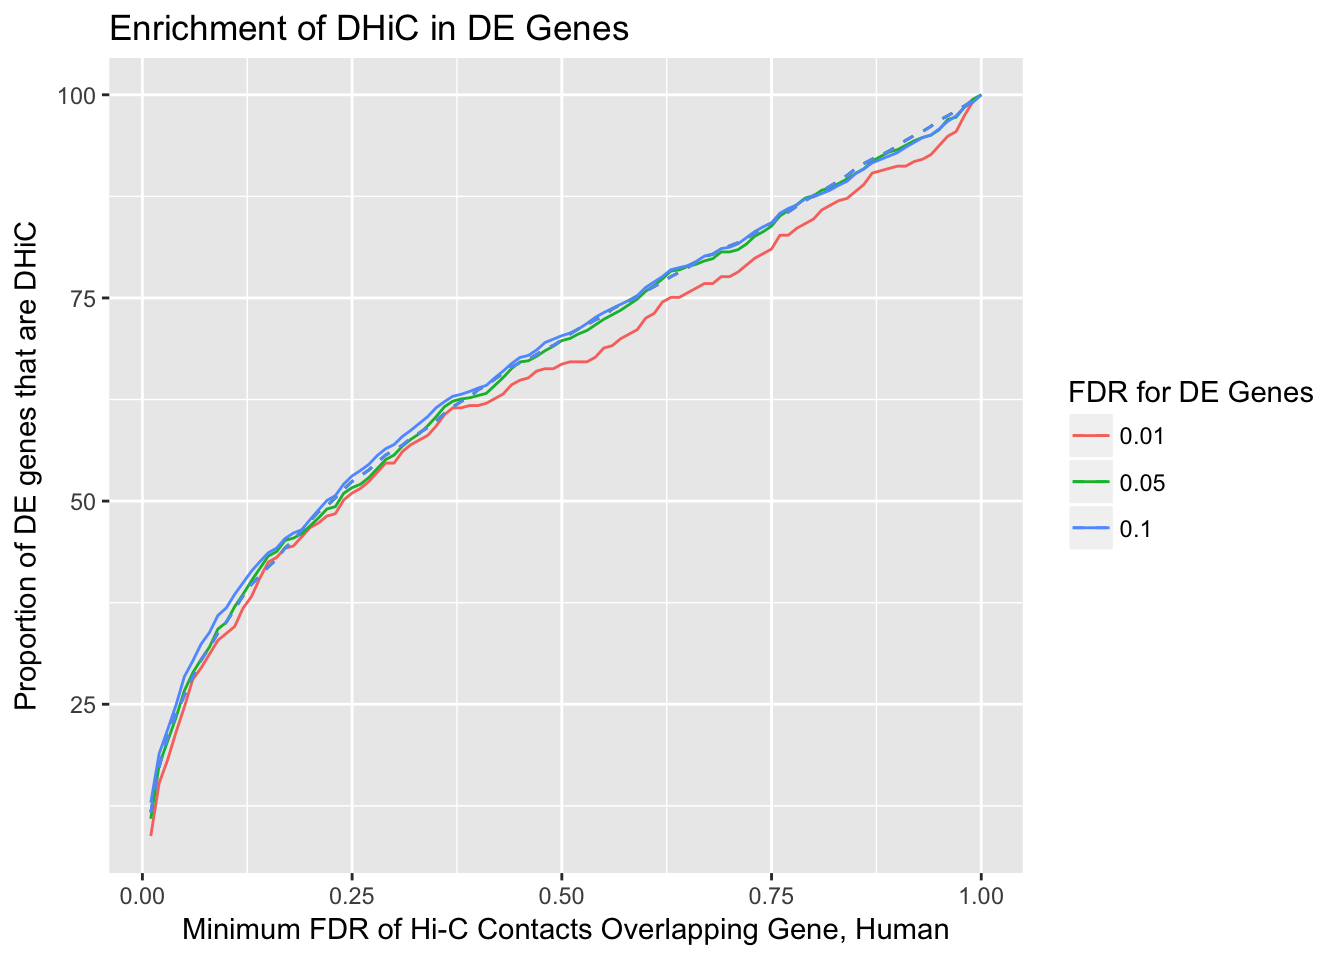 Enrichment of DHiC in DE Genes
Proportion of DE genes that are DHiC
100
75
50
25
0.00 0.25 0.50 0.75 1.00
Minimum FDR of Hi-C Contacts Overlapping Gene, Human
FDR for DE Genes
0.01
0.05
0.1